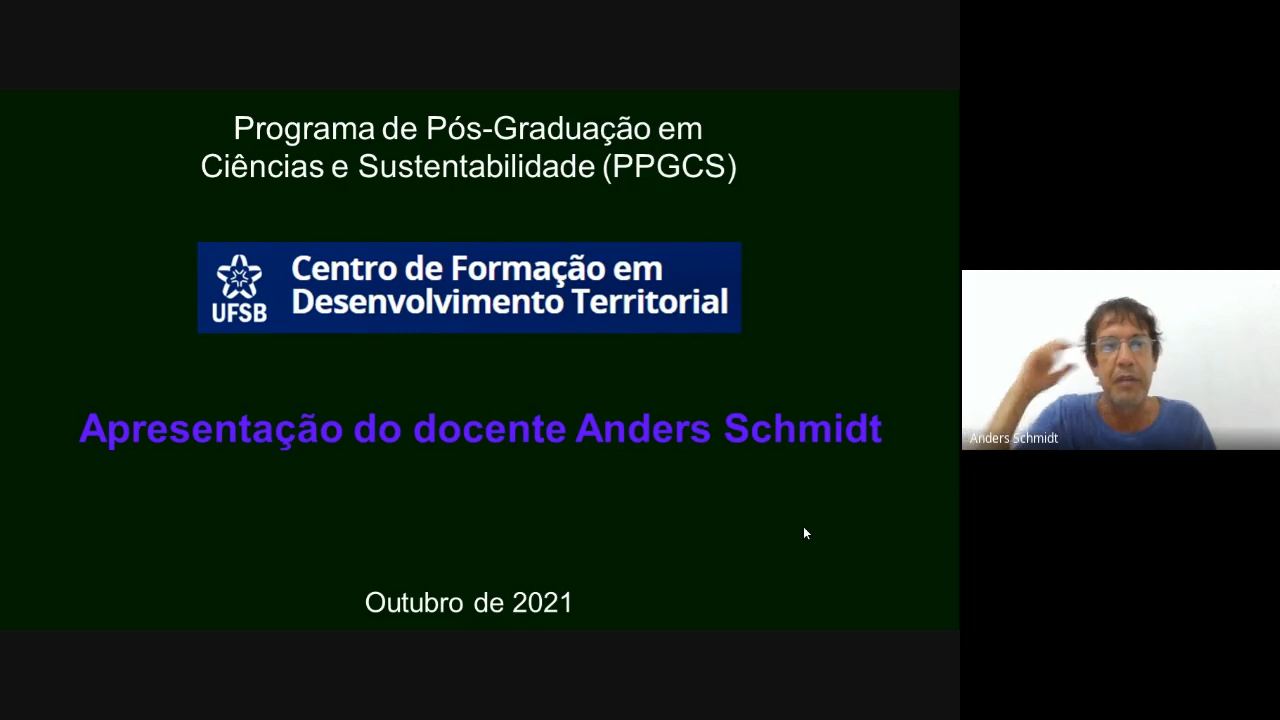 Programa de Pós-Graduação em
Ciências e Sustentabilidade (PPGCS)
UFSB
Centro de Formação em
Desenvolvimento Territorial
Apresentação do docente Anders Schmidt
Outubro de 2021
Anders Schmidt